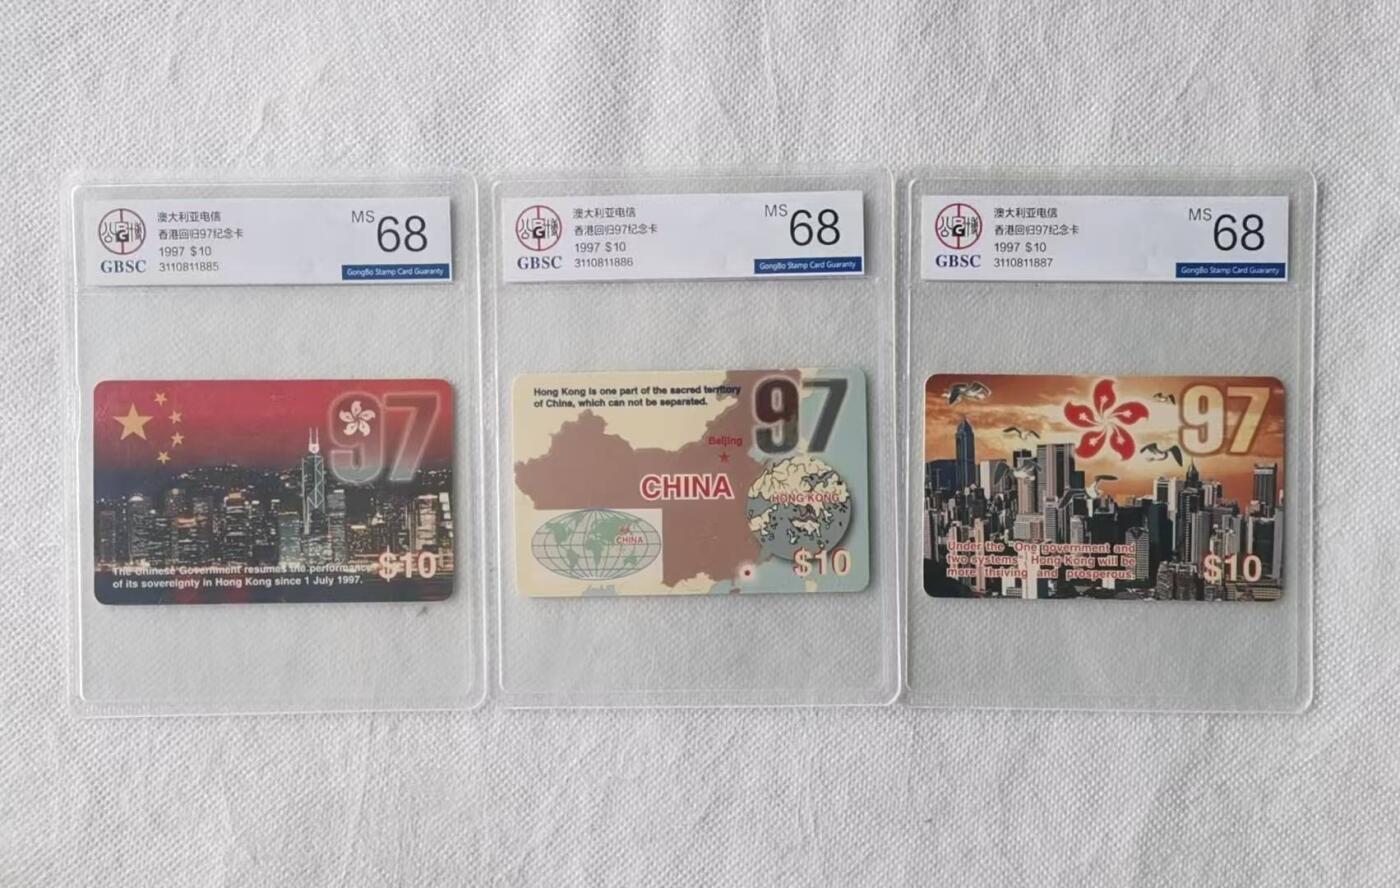 澳大利亚电信
香港回归97纪念卡
1997 $10
3110811885
GBSC
MS 68
GongBo Stamp Card Guaranty
97
$10
The Chinese Government resumes the performance
of its sovereignty in Hong Kong since 1 July 1997.
澳大利亚电信
香港回归97纪念卡
1997 $10
3110811886
GBSC
MS 68
GongBo Stamp Card Guaranty
Hong Kong is one part of the sacred territory
of China, which can not be separated.
97
Beijing
CHINA
HONG KONG
CHINA
$10
澳大利亚电信
香港回归97纪念卡
1997 $10
3110811887
GBSC
MS 68
GongBo Stamp Card Guaranty
97
Under the "One government and
two systems", Hong Kong will be
more thriving and prosperous.
$10